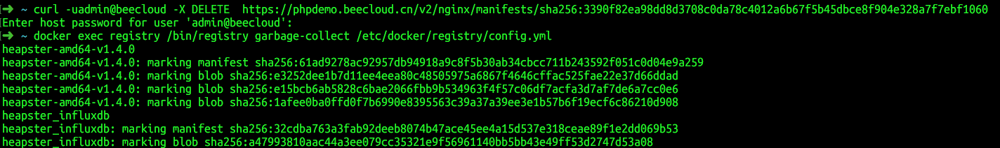 [➜ ~ curl -uadmin@beecloud -X DELETE  https://phpdemo.beecloud.cn/v2/nginx/manifests/sha256:3390f82ea98dd8d3708c0da78c4012a6b67f5b45dbce8f904e328a7f7ebf1060
Enter host password for user 'admin@beecloud':
[➜ ~ docker exec registry /bin/registry garbage-collect /etc/docker/registry/config.yml
heapster-amd64-v1.4.0
heapster-amd64-v1.4.0: marking manifest sha256:61ad9278ac92957db94918a9c8f5b30ab34cbcc711b243592f051c0d04e9a259
heapster-amd64-v1.4.0: marking blob sha256:e3252dee1b7d11ee4eea80c48505975a6867f4646cffac525fae22e37d66ddad
heapster-amd64-v1.4.0: marking blob sha256:e15bcb6ab5828c6bae2066fbb9b534963f4f57c06df7acfa3d7af7de6a7cc0e6
heapster-amd64-v1.4.0: marking blob sha256:1afee0ba0ffd0f7b6990e8395563c39a37a39ee3e1b57b6f19ecf6c86210d908
heapster_influxdb
heapster_influxdb: marking manifest sha256:32cdba763a3fab92deeb8074b47ace45ee4a15d537e318ceae89f1e2dd069b53
heapster_influxdb: marking blob sha256:a47993810aac44a3ee079cc35321e9f56961140bb5bb43e49ff53d2747d53a08